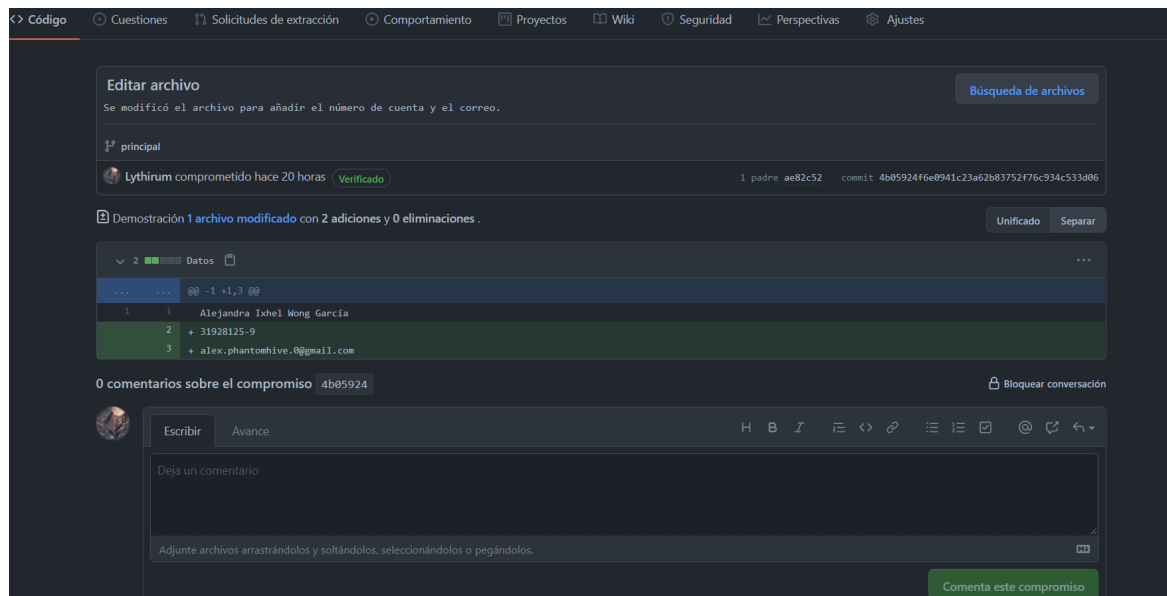 <> Código Cuestiones Solicitudes de extracción Comportamiento Proyectos Wiki Seguridad Perspectivas Ajustes
Editar archivo
Búsqueda de archivos
Se modificó el archivo para añadir el número de cuenta y el correo.
principal
Lythirum comprometido hace 20 horas Verificado 1 padre ae82c52 commit 4b05924f6e0941c23a62b83752f76c934c533d06
Demostración 1 archivo modificado con 2 adiciones y 0 eliminaciones .
Unificado Separar
2 Datos ...
... ... @@ -1 +1,3 @@
1 1 Alejandra Ixhel Wong García
2 + 31928125-9
3 + alex.phantomhive.0@gmail.com
0 comentarios sobre el compromiso 4b05924 Bloquear conversación
Escribir Avance H B I <> @
Deja un comentario
Adjunte archivos arrastrándolos y soltándolos, seleccionándolos o pegándolos.
Comenta este compromiso